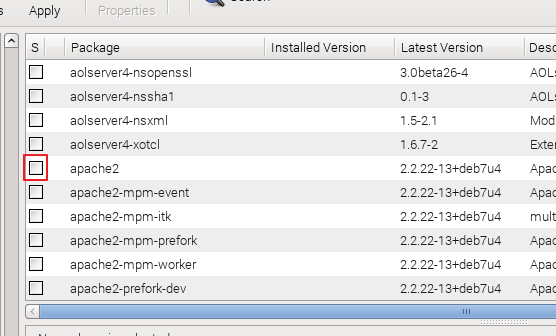 Apply Properties Search
S Package Installed Version Latest Version Desc
aolserver4-nsopenssl 3.0beta26-4 AOLs
aolserver4-nssha1 0.1-3 AOLs
aolserver4-nsxml 1.5-2.1 Mod
aolserver4-xotcl 1.6.7-2 Exter
apache2 2.2.22-13+deb7u4 Apac
apache2-mpm-event 2.2.22-13+deb7u4 Apac
apache2-mpm-itk 2.2.22-13+deb7u4 mult
apache2-mpm-prefork 2.2.22-13+deb7u4 Apac
apache2-mpm-worker 2.2.22-13+deb7u4 Apac
apache2-prefork-dev 2.2.22-13+deb7u4 Apac